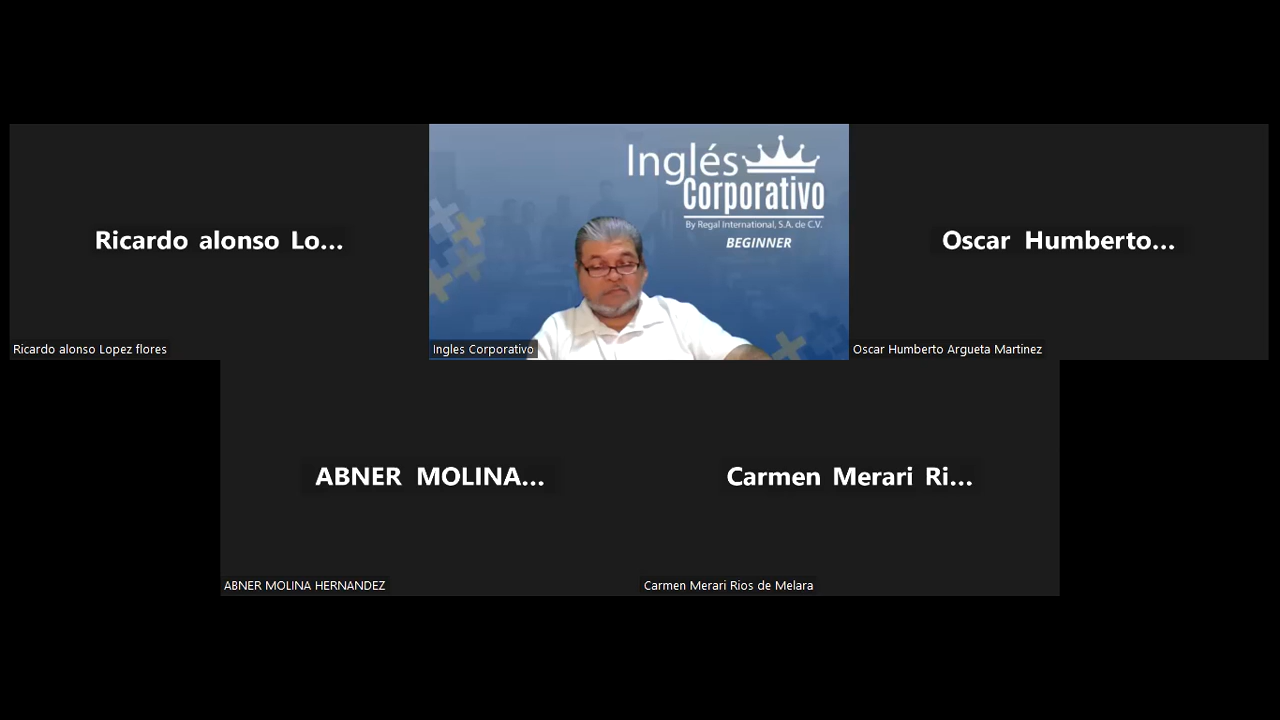 Ricardo alonso Lo...
Ricardo alonso Lopez flores
Inglés
Corporativo
By Regal International, S.A. de C.V.
BEGINNER
Ingles Corporativo
Oscar Humberto...
Oscar Humberto Argueta Martinez
ABNER MOLINA...
ABNER MOLINA HERNANDEZ
Carmen Merari Ri...
Carmen Merari Rios de Melara